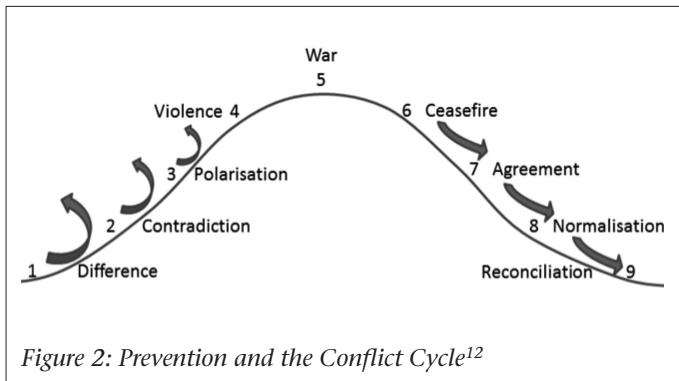 War
5
Violence 4
6 Ceasefire
3 Polarisation
7 Agreement
2 Contradiction
8 Normalisation
1 Difference
Reconciliation 9
Figure 2: Prevention and the Conflict Cycle12